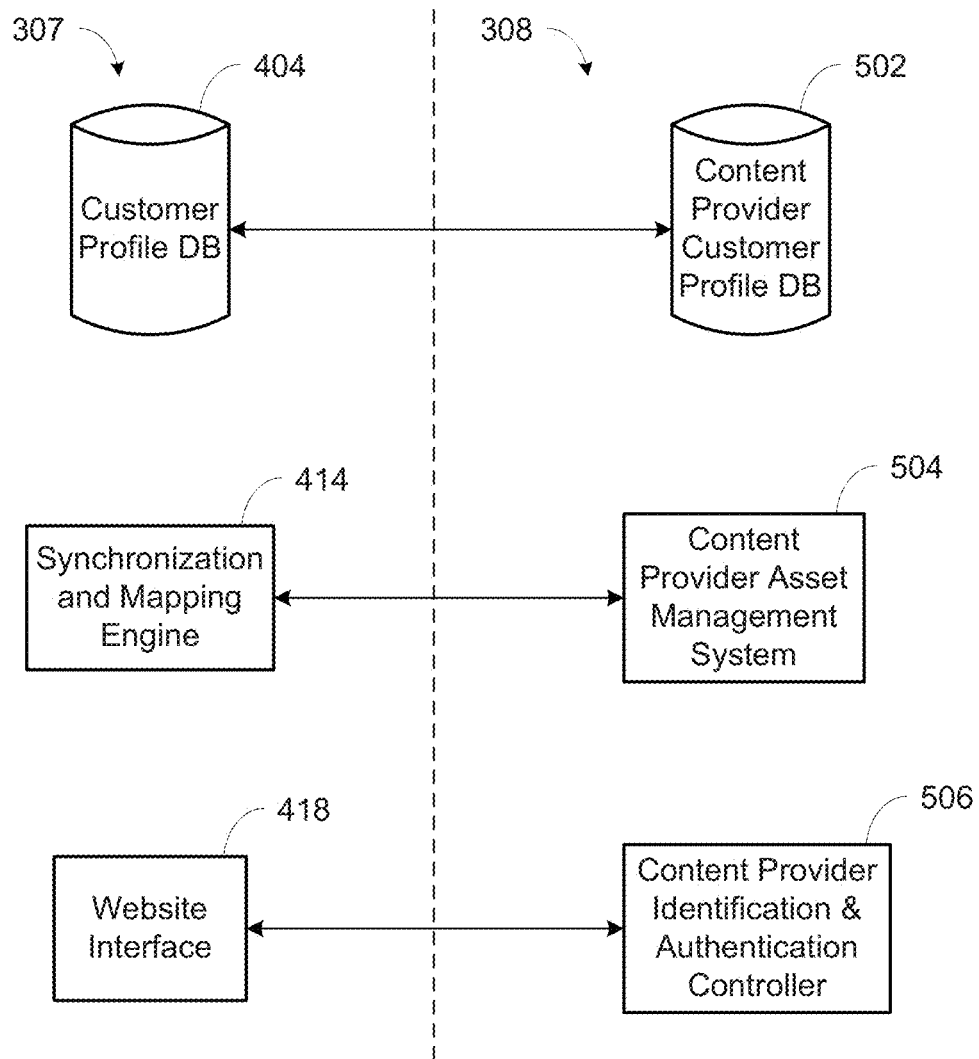 307
308
404
502
Customer
Profile DB
Content
Provider
Customer
Profile DB
414
504
Synchronization
and Mapping
Engine
Content
Provider Asset
Management
System
418
506
Website
Interface
Content Provider
Identification &
Authentication
Controller